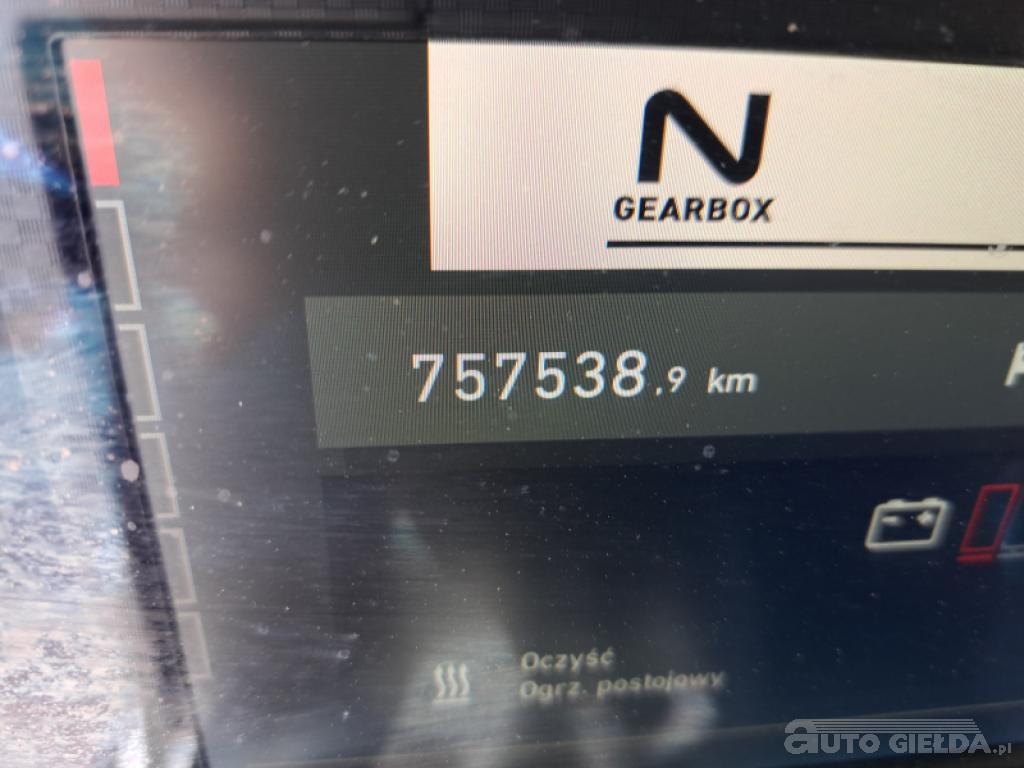 N
GEARBOX
757538,9 km
Oczyść
Ogrz. postojowy
AUTO GIEŁDA.pl